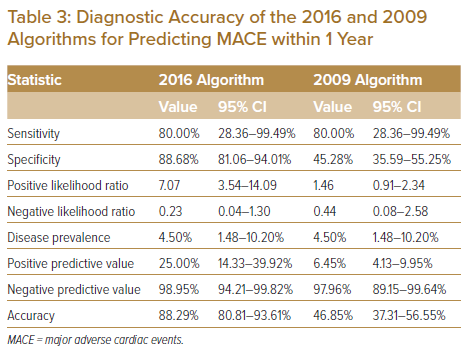 Table 3: Diagnostic Accuracy of the 2016 and 2009
Algorithms for Predicting MACE within 1 Year
Statistic 2016 Algorithm 2009 Algorithm
Value 95% CI Value 95% CI
Sensitivity 80.00% 28.36–99.49% 80.00% 28.36–99.49%
Specificity 88.68% 81.06–94.01% 45.28% 35.59–55.25%
Positive likelihood ratio 7.07 3.54–14.09 1.46 0.91–2.34
Negative likelihood ratio 0.23 0.04–1.30 0.44 0.08–2.58
Disease prevalence 4.50% 1.48–10.20% 4.50% 1.48–10.20%
Positive predictive value 25.00% 14.33–39.92% 6.45% 4.13–9.95%
Negative predictive value 98.95% 94.21–99.82% 97.96% 89.15–99.64%
Accuracy 88.29% 80.81–93.61% 46.85% 37.31–56.55%
MACE = major adverse cardiac events.